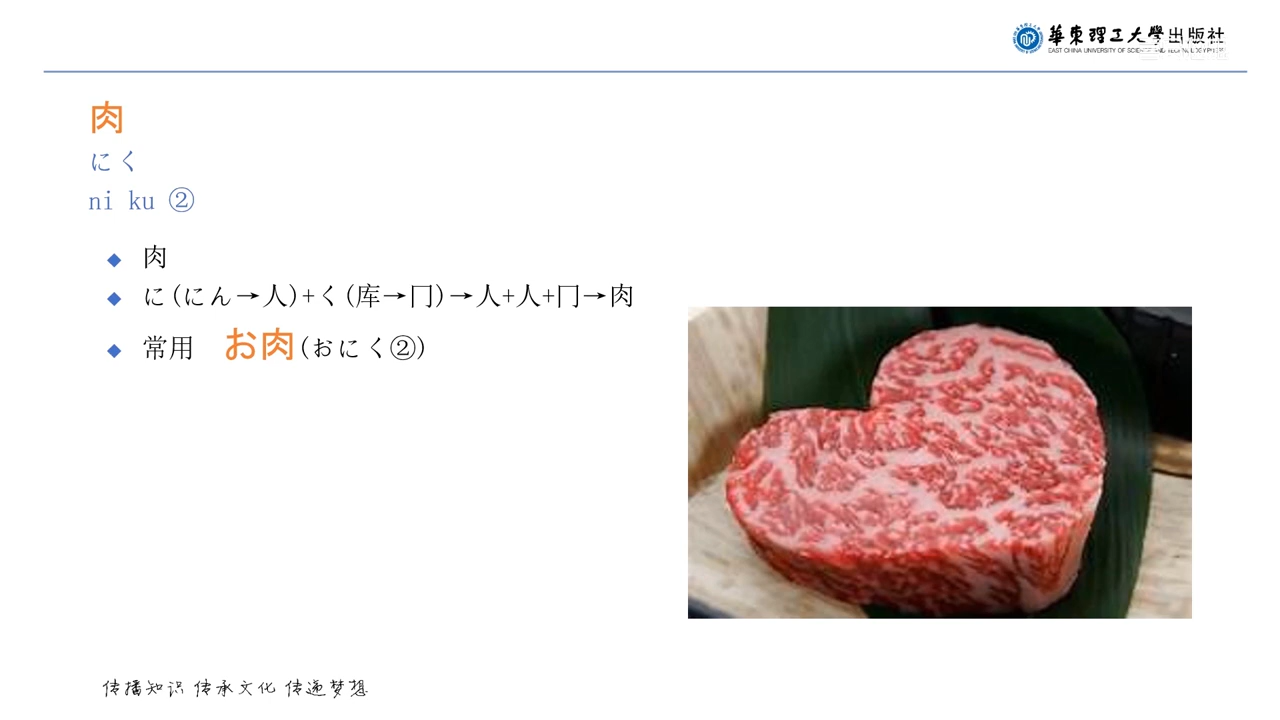 華東理工大學出版社
肉
にく
ni ku ②
◆ 肉
◆ に(にん→人)+く(库→冂)→人+人+冂→肉
◆ 常用 お肉(おにく②)
传播知识 传承文化 传递梦想